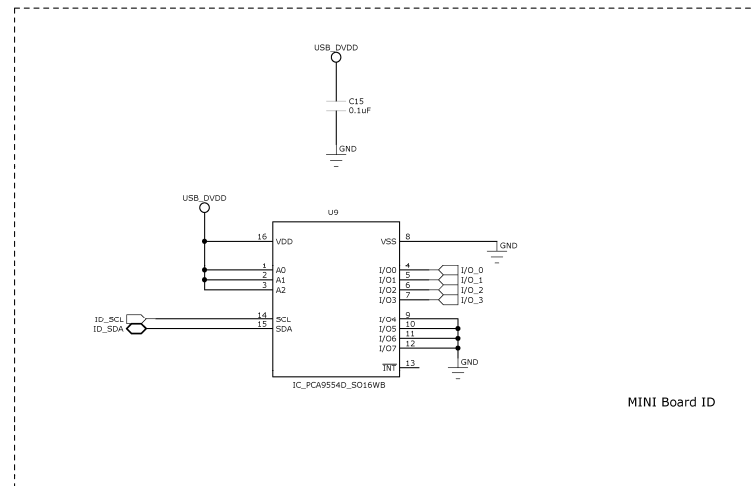 USB_DVDD
C15
0.1uF
GND
USB_DVDD
U9
16 VDD VSS 8
GND
1 A0 I/O0 4 I/O_0
2 A1 I/O1 5 I/O_1
3 A2 I/O2 6 I/O_2
I/O3 7 I/O_3
ID_SCL 14 SCL I/O4 9
ID_SDA 15 SDA I/O5 10
I/O6 11
I/O7 12
GND
INT 13
IC_PCA9554D_SO16WB
MINI Board ID